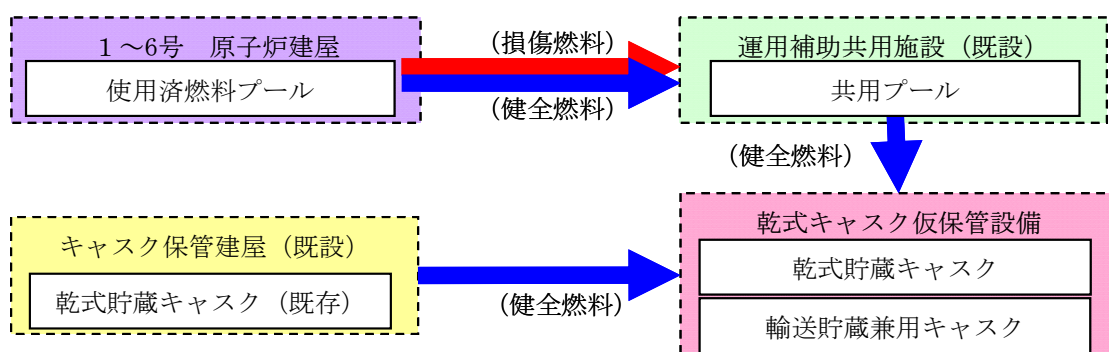 １～6号　原子炉建屋
使用済燃料プール
（損傷燃料）
（健全燃料）
運用補助共用施設（既設）
共用プール
（健全燃料）
キャスク保管建屋（既設）
乾式貯蔵キャスク（既存）
（健全燃料）
乾式キャスク仮保管設備
乾式貯蔵キャスク
輸送貯蔵兼用キャスク